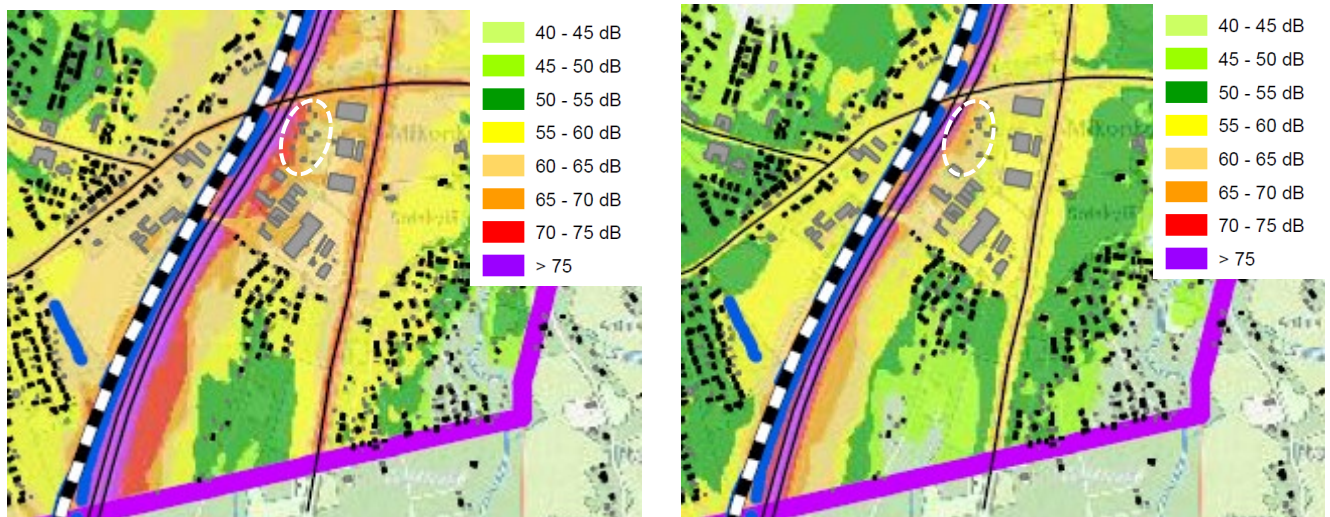 40 - 45 dB
45 - 50 dB
50 - 55 dB
55 - 60 dB
60 - 65 dB
65 - 70 dB
70 - 75 dB
> 75
40 - 45 dB
45 - 50 dB
50 - 55 dB
55 - 60 dB
60 - 65 dB
65 - 70 dB
70 - 75 dB
> 75